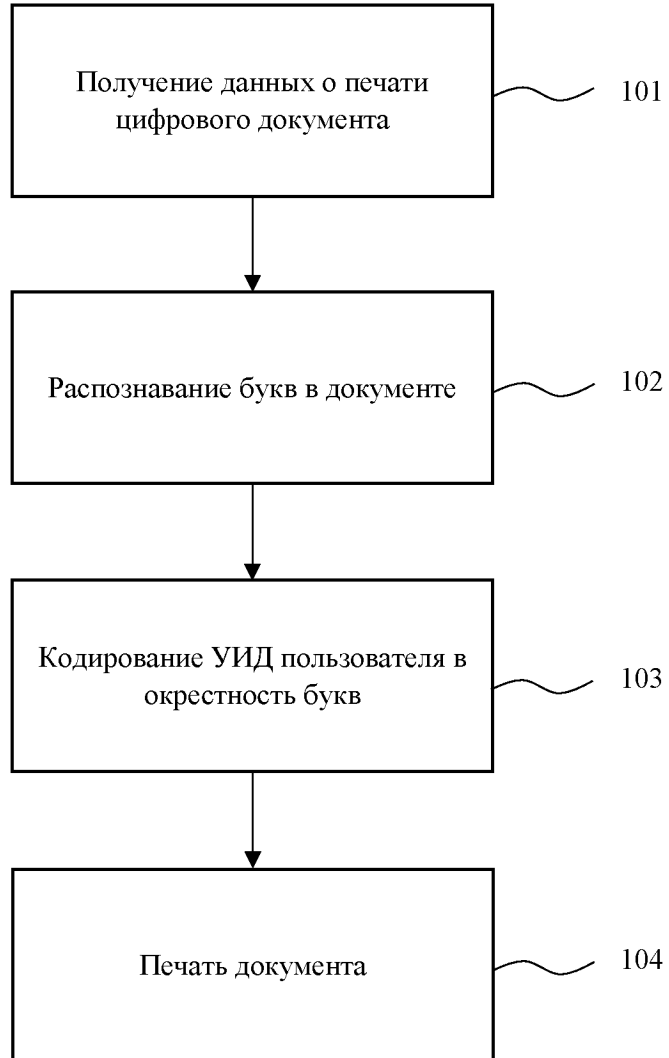 Получение данных о печати
цифрового документа
101
Распознавание букв в документе
102
Кодирование УИД пользователя в
окрестность букв
103
Печать документа
104